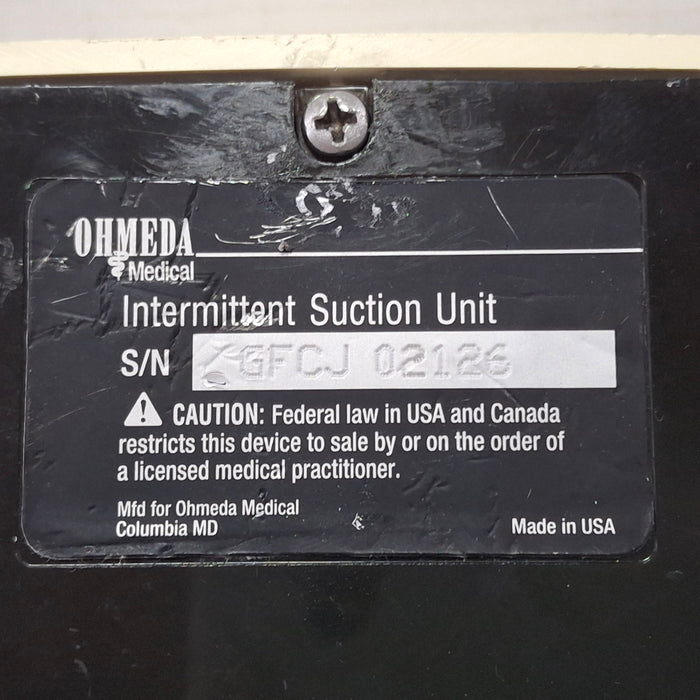 OHMEDA
Medical
Intermittent Suction Unit
S/N GFCJ 02126
CAUTION: Federal law in USA and Canada
restricts this device to sale by or on the order of
a licensed medical practitioner.
Mfd for Ohmeda Medical
Columbia MD
Made in USA